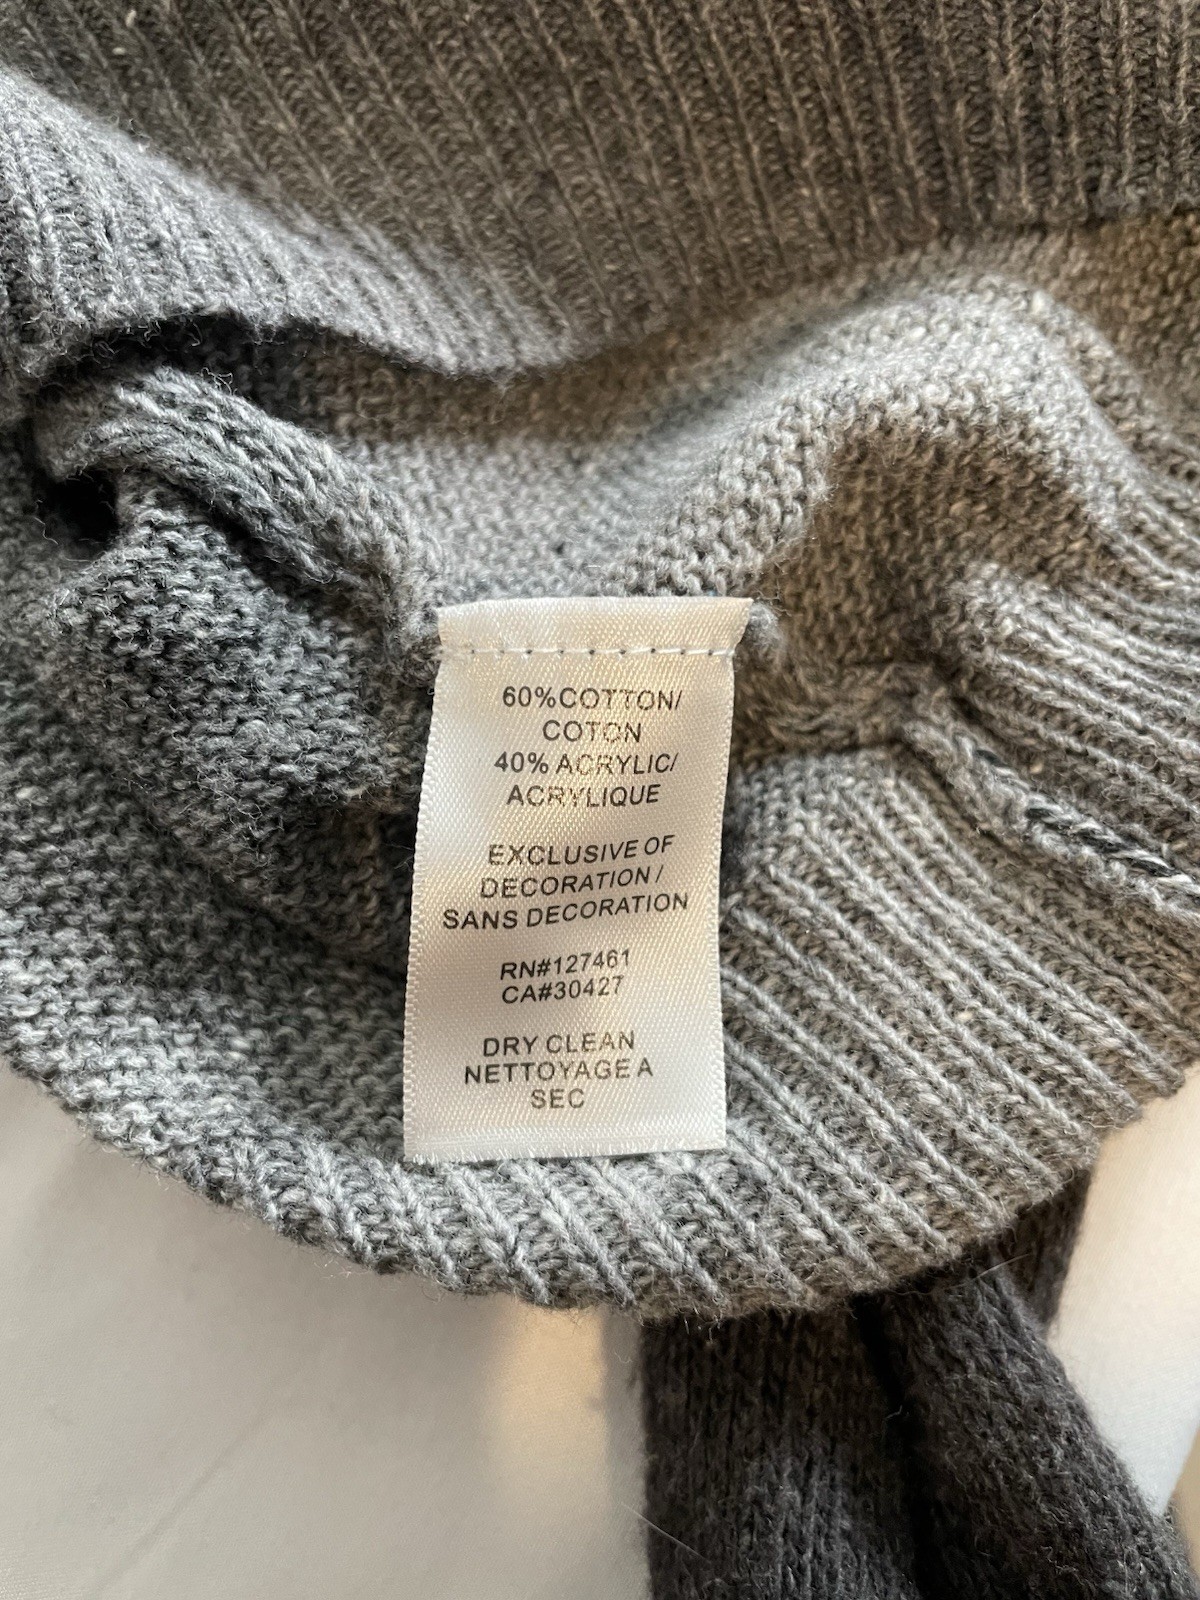 60%COTTON/
COTON
40% ACRYLIC/
ACRYLIQUE
EXCLUSIVE OF
DECORATION /
SANS DECORATION
RN#127461
CA#30427
DRY CLEAN
NETTOYAGE A
SEC